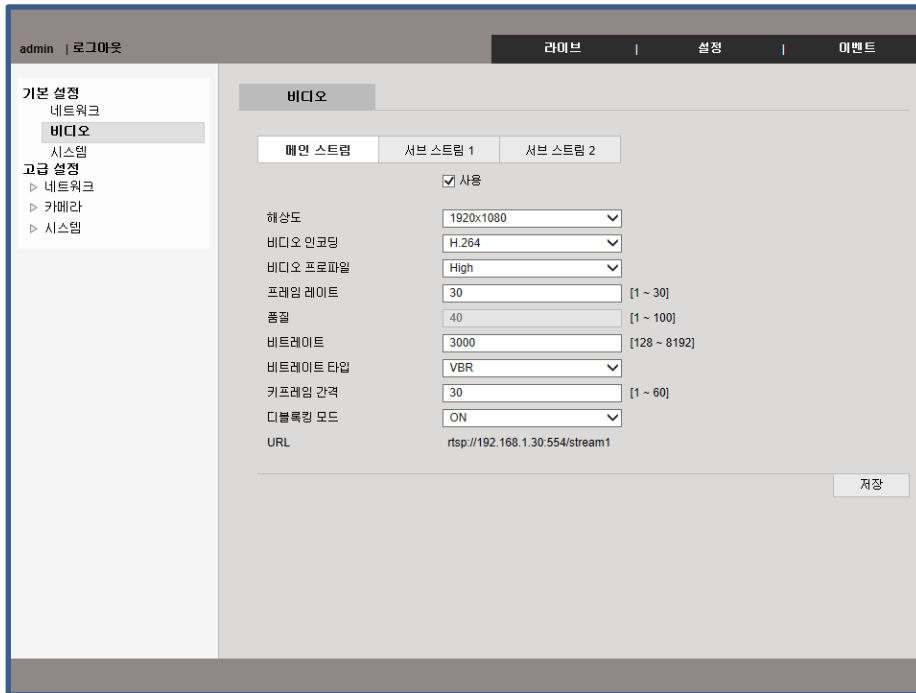 admin | 로그아웃
라이브 | 설정 | 이벤트
기본 설정
네트워크
비디오
시스템
고급 설정
▷ 네트워크
▷ 카메라
▷ 시스템
비디오
메인 스트림 서브 스트림 1 서브 스트림 2
사용
해상도 1920x1080
비디오 인코딩 H.264
비디오 프로파일 High
프레임 레이트 30 [1 ~ 30]
품질 40 [1 ~ 100]
비트레이트 3000 [128 ~ 8192]
비트레이트 타입 VBR
키프레임 간격 30 [1 ~ 60]
디블록킹 모드 ON
URL rtsp://192.168.1.30:554/stream1
저장